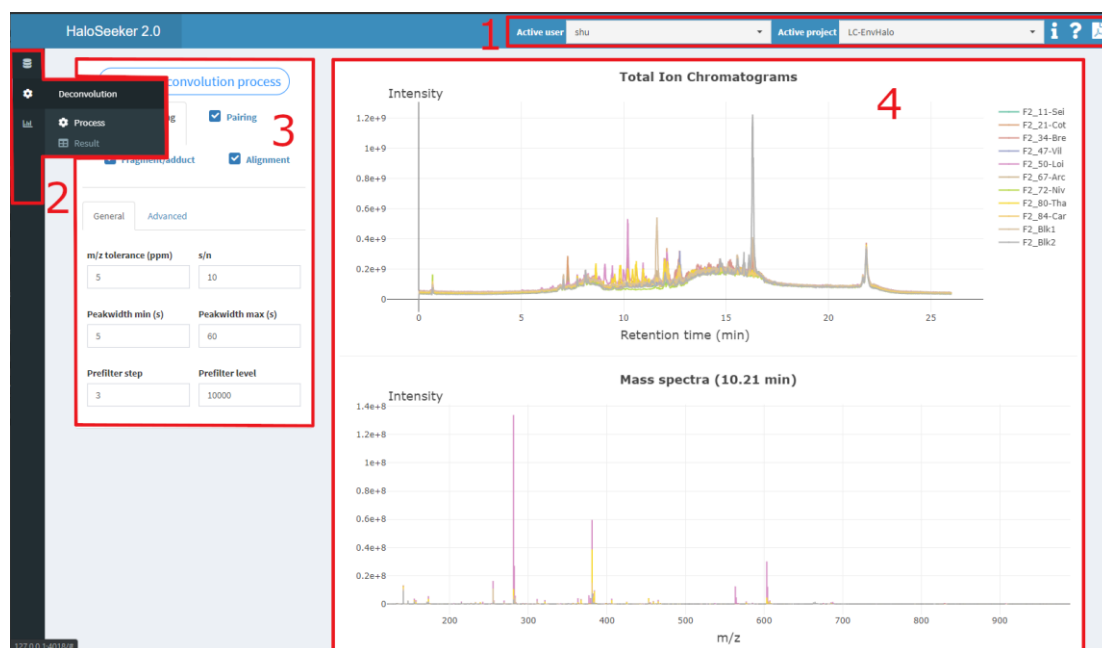 HaloSeeker 2.0
1
Active user shu
Active project LC-EnvHalo
i ?
2
Deconvolution
Process
Result
volution process
3
Pairing
Fragment/adduct
Alignment
General Advanced
m/z tolerance (ppm) s/n
5 10
Peakwidth min (s) Peakwidth max (s)
5 60
Prefilter step Prefilter level
3 10000
4
Total Ion Chromatograms
Intensity
1.2e+9
1e+9
0.8e+9
0.6e+9
0.4e+9
0.2e+9
0
0 5 10 15 20 25
Retention time (min)
F2_11-Sei
F2_21-Cot
F2_34-Bre
F2_47-Vil
F2_50-Loi
F2_67-Arc
F2_72-Niv
F2_80-Tha
F2_84-Car
F2_Blk1
F2_Blk2
Mass spectra (10.21 min)
Intensity
1.4e+8
1.2e+8
1e+8
0.8e+8
0.6e+8
0.4e+8
0.2e+8
0
200 300 400 500 600 700 800 900
m/z